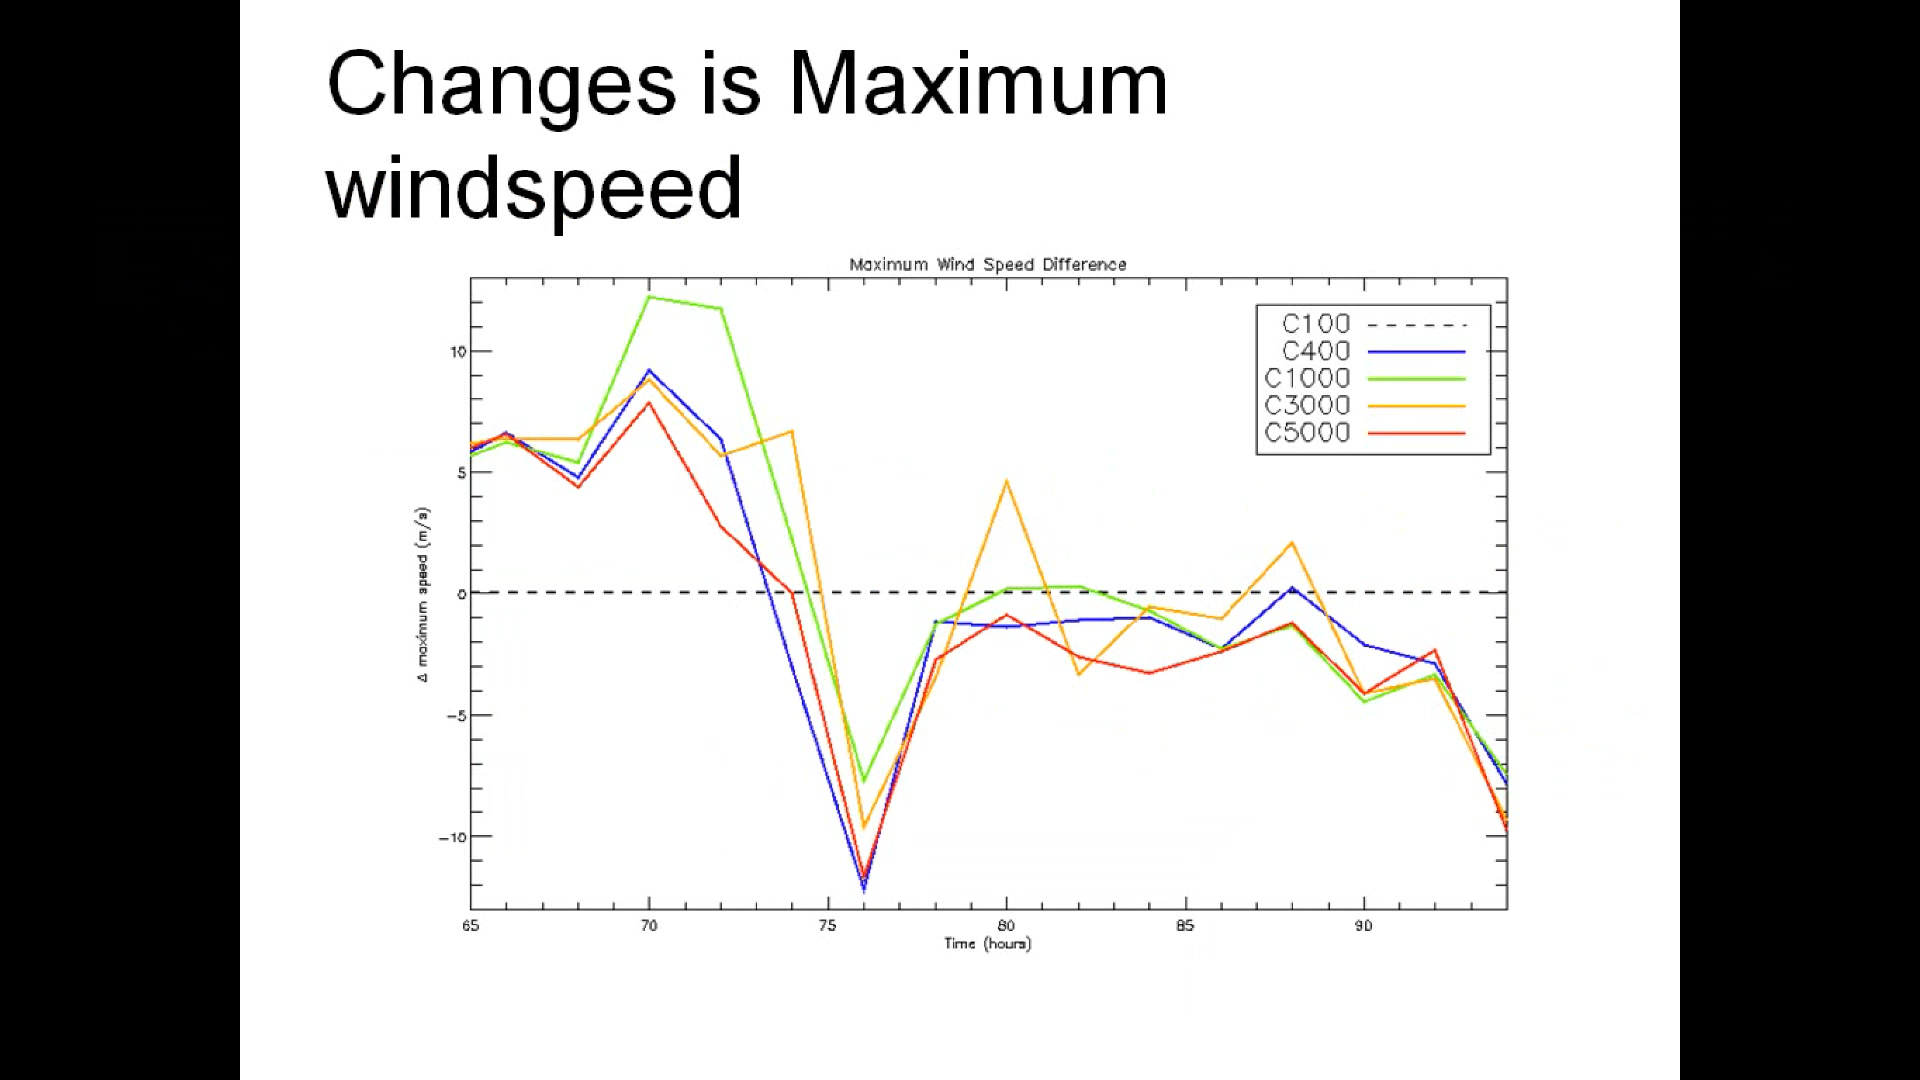 Changes is Maximum
windspeed
Maximum Wind Speed Difference
C100
C400
C1000
C3000
C5000
10
5
0
-5
-10
Δ maximum speed (m/s)
65 70 75 80 85 90
Time (hours)